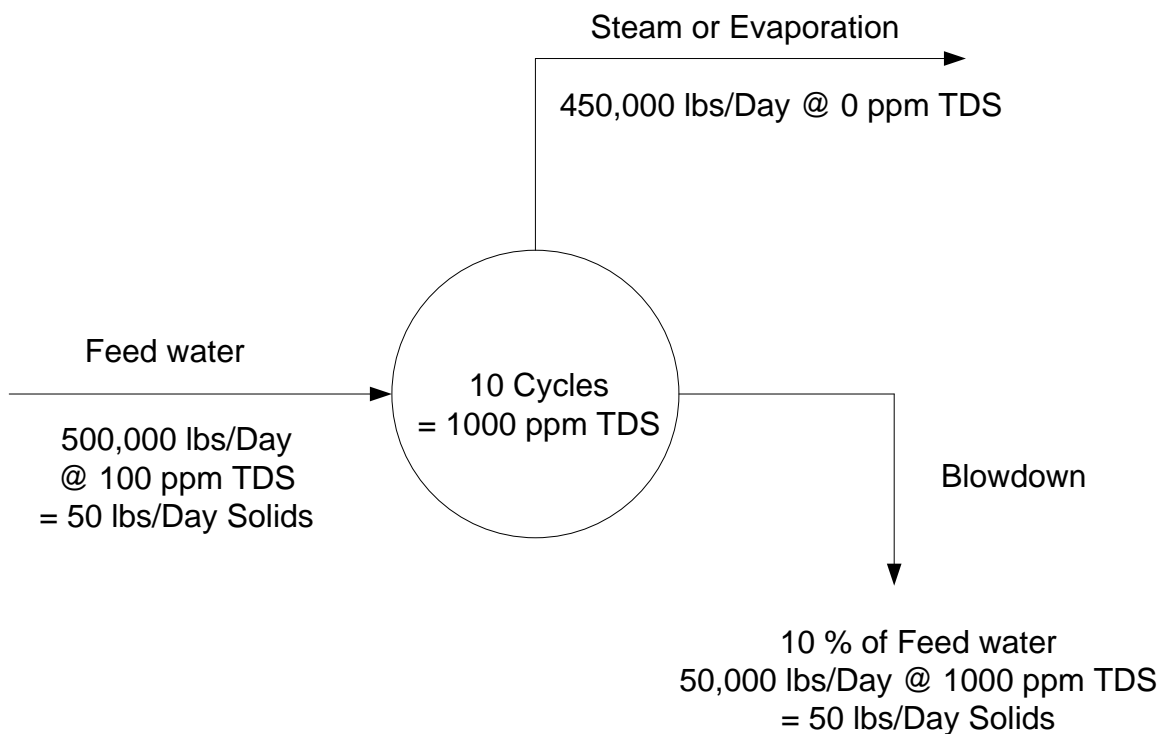 Steam or Evaporation
450,000 lbs/Day @ 0 ppm TDS
Feed water
500,000 lbs/Day
@ 100 ppm TDS
= 50 lbs/Day Solids
10 Cycles
= 1000 ppm TDS
Blowdown
10 % of Feed water
50,000 lbs/Day @ 1000 ppm TDS
= 50 lbs/Day Solids